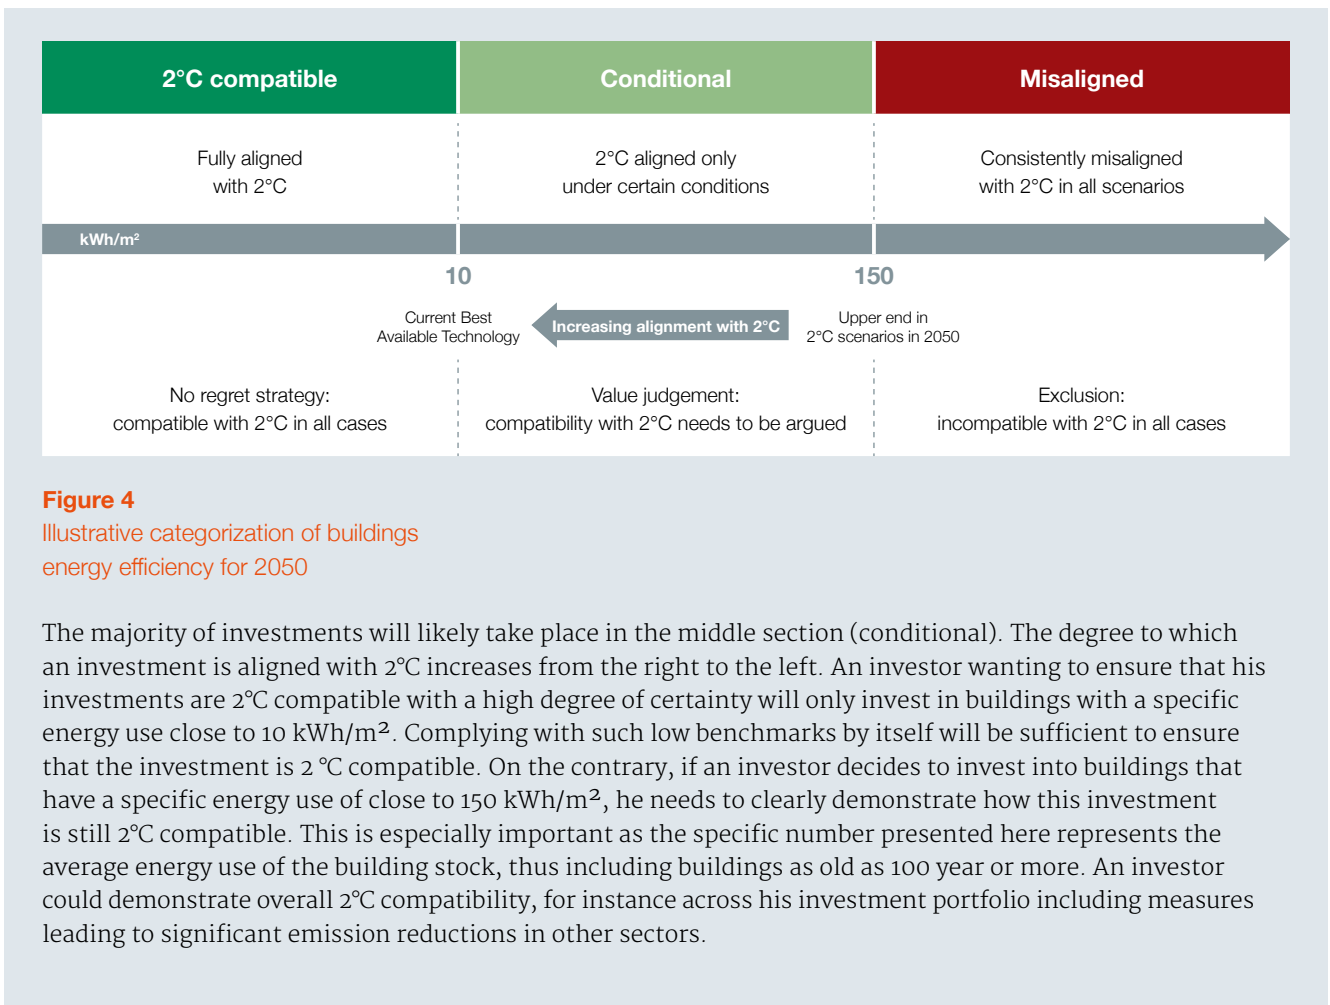 2°C compatible
Conditional
Misaligned
Fully aligned
with 2°C
2°C aligned only
under certain conditions
Consistently misaligned
with 2°C in all scenarios
kWh/m²
10
150
Current Best
Available Technology
Increasing alignment with 2°C
Upper end in
2°C scenarios in 2050
No regret strategy:
compatible with 2°C in all cases
Value judgement:
compatibility with 2°C needs to be argued
Exclusion:
incompatible with 2°C in all cases
Figure 4
Illustrative categorization of buildings
energy efficiency for 2050
The majority of investments will likely take place in the middle section (conditional). The degree to which
an investment is aligned with 2°C increases from the right to the left. An investor wanting to ensure that his
investments are 2°C compatible with a high degree of certainty will only invest in buildings with a specific
energy use close to 10 kWh/m². Complying with such low benchmarks by itself will be sufficient to ensure
that the investment is 2 °C compatible. On the contrary, if an investor decides to invest into buildings that
have a specific energy use of close to 150 kWh/m², he needs to clearly demonstrate how this investment
is still 2°C compatible. This is especially important as the specific number presented here represents the
average energy use of the building stock, thus including buildings as old as 100 year or more. An investor
could demonstrate overall 2°C compatibility, for instance across his investment portfolio including measures
leading to significant emission reductions in other sectors.